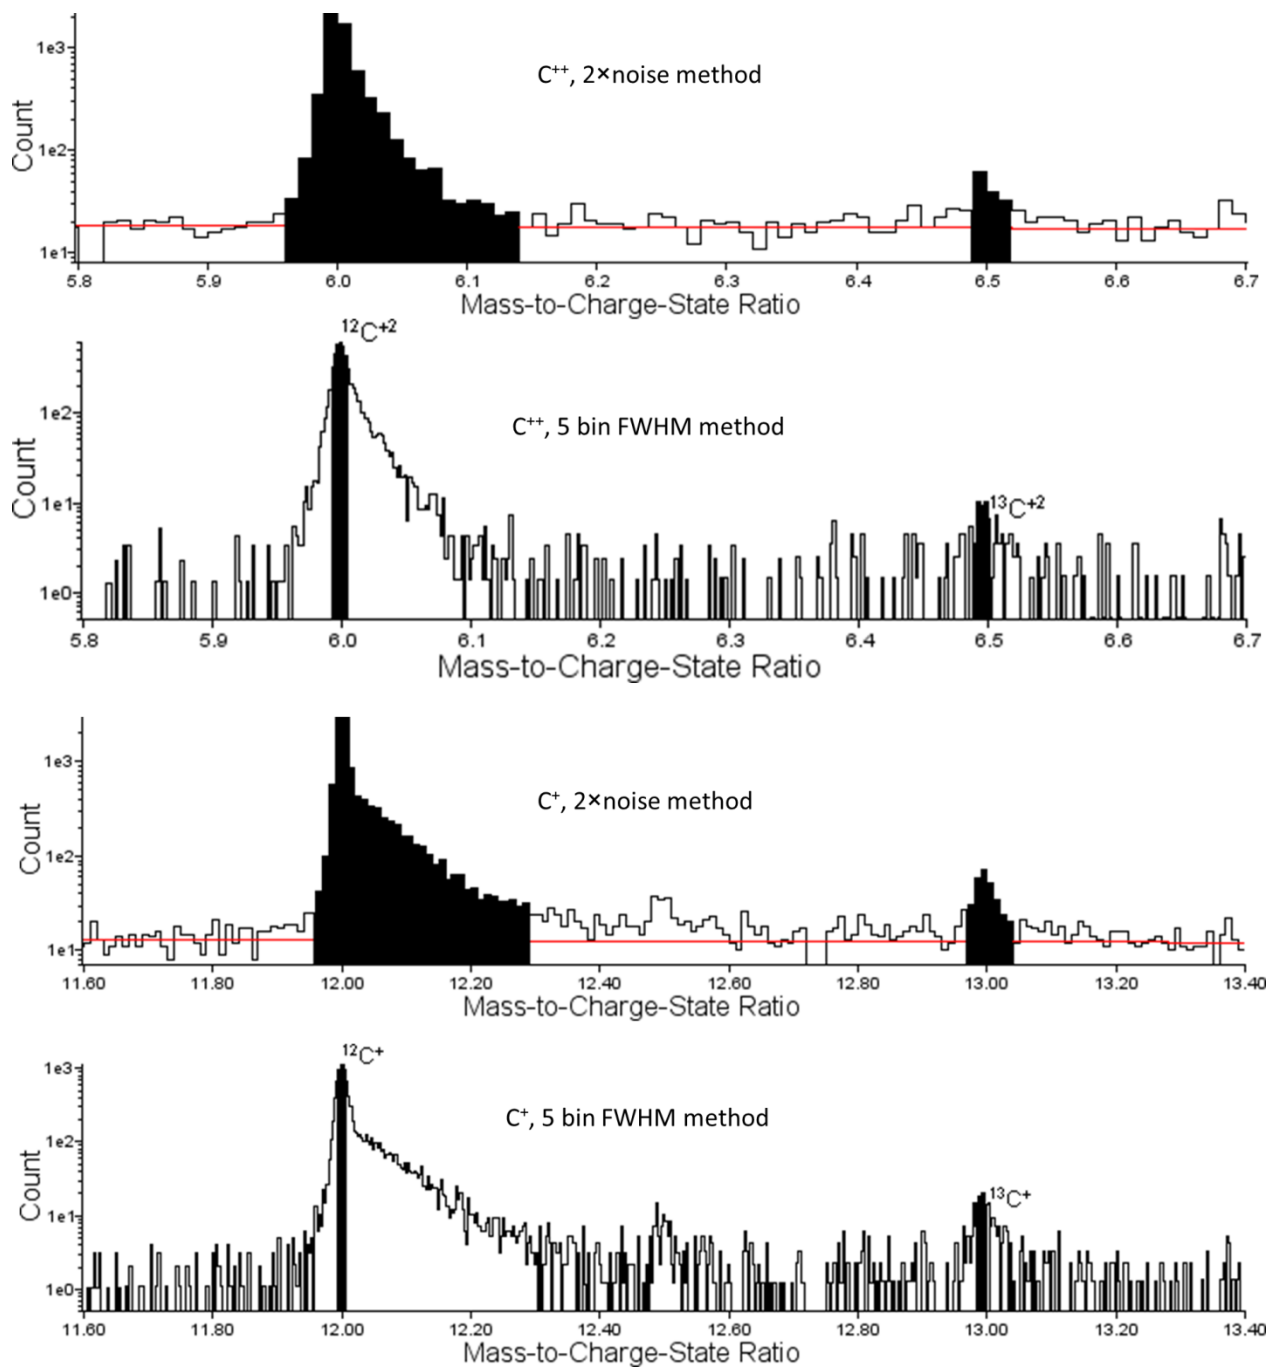 1e3
C⁺⁺, 2×noise method
Count
1e2
1e1
5.8 5.9 6.0 6.1 6.2 6.3 6.4 6.5 6.6 6.7
Mass-to-Charge-State Ratio
¹²C⁺²
1e2
C⁺⁺, 5 bin FWHM method
Count
1e1
¹³C⁺²
1e0
5.8 5.9 6.0 6.1 6.2 6.3 6.4 6.5 6.6 6.7
Mass-to-Charge-State Ratio
1e3
C⁺, 2×noise method
Count
1e2
1e1
11.60 11.80 12.00 12.20 12.40 12.60 12.80 13.00 13.20 13.40
Mass-to-Charge-State Ratio
¹²C⁺
1e3
C⁺, 5 bin FWHM method
1e2
Count
¹³C⁺
1e1
1e0
11.60 11.80 12.00 12.20 12.40 12.60 12.80 13.00 13.20 13.40
Mass-to-Charge-State Ratio